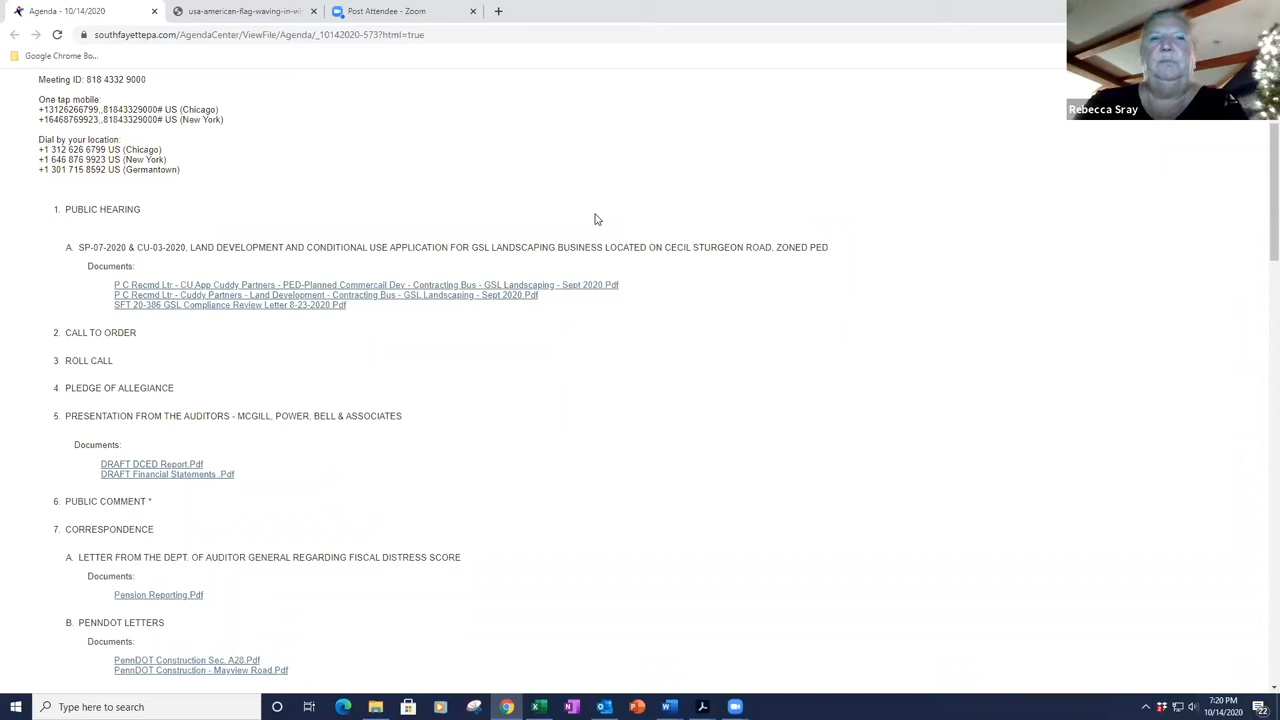 Agenda - 10/14/2020
usa-american-flag-waving-in-wi
Post Attendee - Zoom
southfayettepa.com/AgendaCenter/ViewFile/Agenda/_10142020-573?html=true
Google Chrome Bo...
Rebecca Sray
Meeting ID: 818 4332 9000
One tap mobile:
+13126266799,,81843329000# US (Chicago)
+16468769923,,81843329000# US (New York)
Dial by your location:
+1 312 626 6799 US (Chicago)
+1 646 876 9923 US (New York)
+1 301 715 8592 US (Germantown)
1. PUBLIC HEARING
A. SP-07-2020 & CU-03-2020, LAND DEVELOPMENT AND CONDITIONAL USE APPLICATION FOR GSL LANDSCAPING BUSINESS LOCATED ON CECIL STURGEON ROAD, ZONED PED
Documents:
P C Recmd Ltr - CU App Cuddy Partners - PED-Planned Commercail Dev - Contracting Bus - GSL Landscaping - Sept 2020.Pdf
P C Recmd Ltr - Cuddy Partners - Land Development - Contracting Bus - GSL Landscaping - Sept 2020.Pdf
SFT 20-386 GSL Compliance Review Letter 8-23-2020.Pdf
2. CALL TO ORDER
3. ROLL CALL
4. PLEDGE OF ALLEGIANCE
5. PRESENTATION FROM THE AUDITORS - MCGILL, POWER, BELL & ASSOCIATES
Documents:
DRAFT DCED Report.Pdf
DRAFT Financial Statements .Pdf
6. PUBLIC COMMENT *
7. CORRESPONDENCE
A. LETTER FROM THE DEPT. OF AUDITOR GENERAL REGARDING FISCAL DISTRESS SCORE
Documents:
Pension Reporting.Pdf
B. PENNDOT LETTERS
Documents:
PennDOT Construction Sec. A28.Pdf
PennDOT Construction - Mayview Road.Pdf
Type here to search
7:20 PM
10/14/2020
22